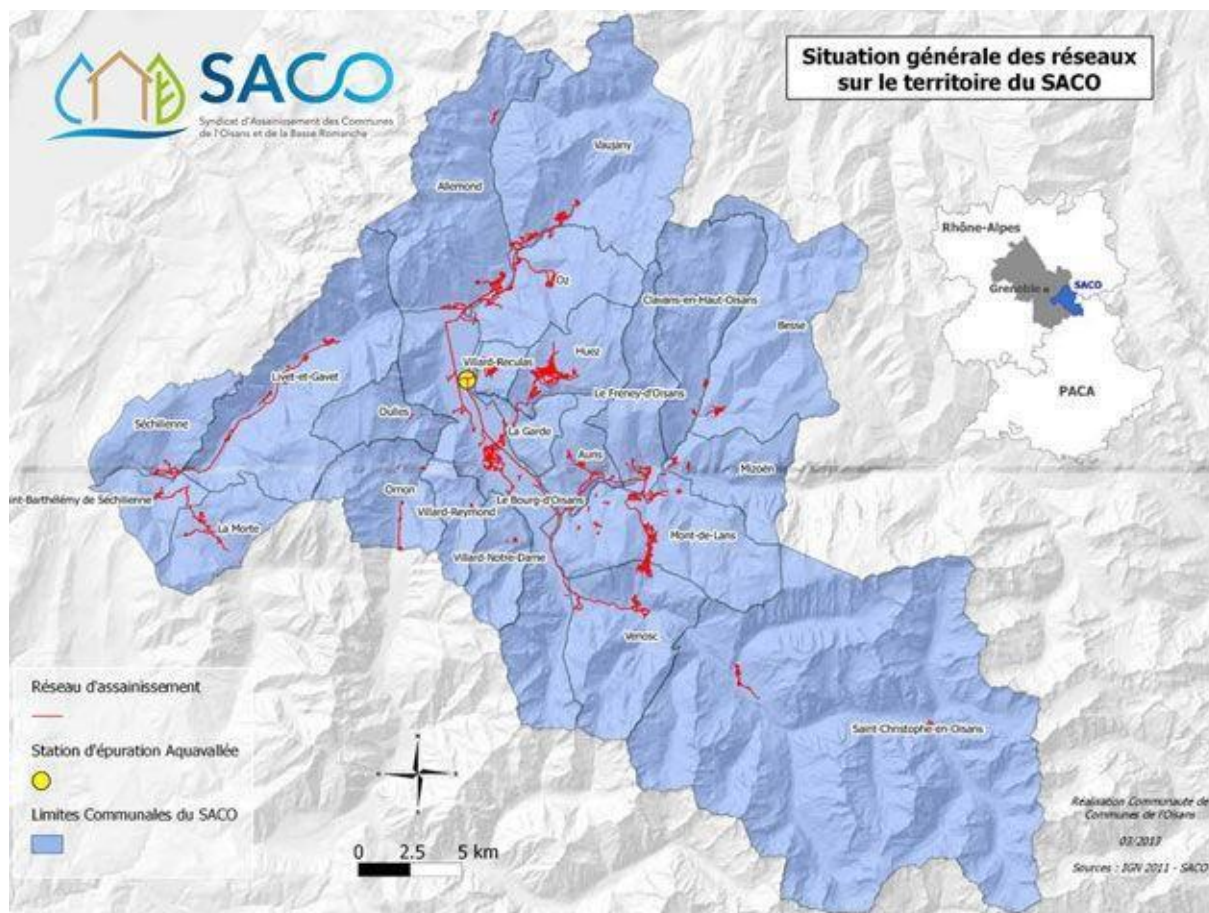 SACO
Syndicat d'Assainissement des Communes
de l'Oisans et de la Basse Romanche
Situation générale des réseaux
sur le territoire du SACO
Vaujany
Allemond
Rhône-Alpes
Grenoble
SACO
PACA
Oz
Clavans-en-Haut-Oisans
Besse
Huez
Villard-Reculas
Livet-et-Gavet
Le Freney-d'Oisans
Oulles
Séchilienne
La Garde
Auris
Mizoën
Ornon
Le Bourg-d'Oisans
int-Barthélémy de Séchilienne
Villard-Reymond
La Morte
Mont-de-Lans
Villard-Notre-Dame
Venosc
Saint-Christophe-en-Oisans
Réseau d'assainissement
Station d'épuration Aquavallée
Limites Communales du SACO
0 2.5 5 km
Réalisation Communauté de
Communes de l'Oisans
03/2013
Sources : IGN 2011 - SACO